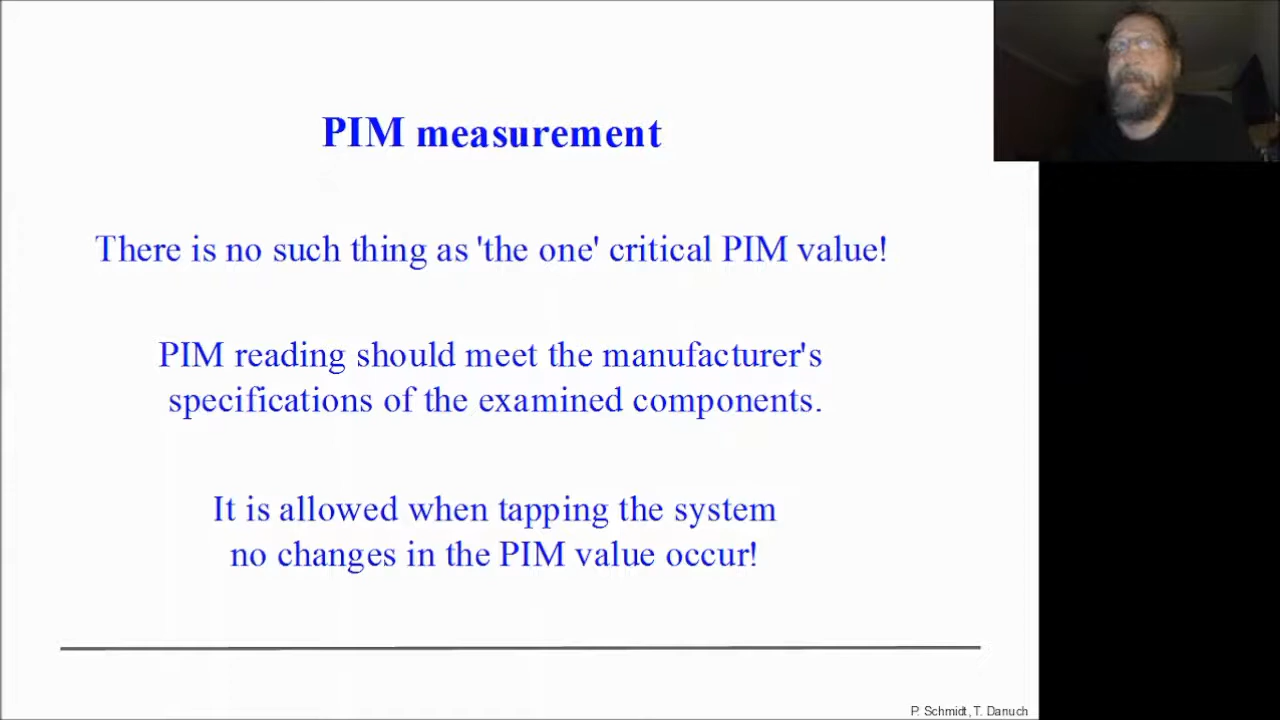 PIM measurement
There is no such thing as 'the one' critical PIM value!
PIM reading should meet the manufacturer's
specifications of the examined components.
It is allowed when tapping the system
no changes in the PIM value occur!
P. Schmidt, T. Danuch